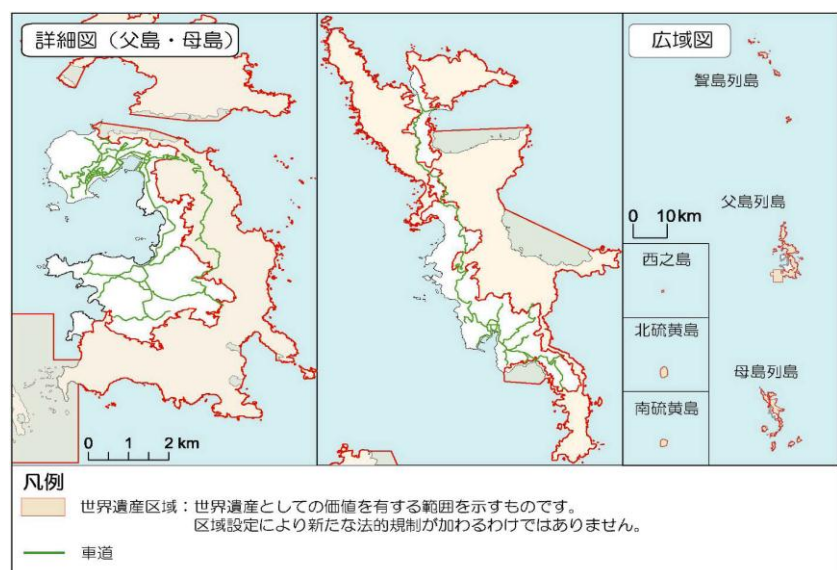 詳細図（父島・母島）
広域図
聟島列島
父島列島
0 10km
西之島
北硫黄島
母島列島
南硫黄島
0 1 2 km
凡例
世界遺産区域：世界遺産としての価値を有する範囲を示すものです。
区域設定により新たな法的規制が加わるわけではありません。
車道